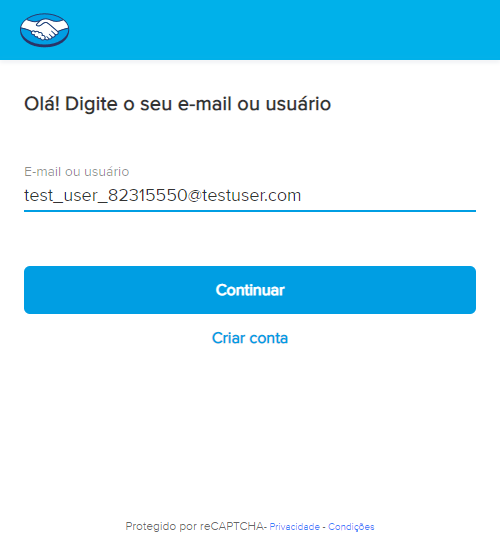 Olá! Digite o seu e-mail ou usuário
E-mail ou usuário
test_user_82315550@testuser.com
Continuar
Criar conta
Protegido por reCAPTCHA- Privacidade - Condições